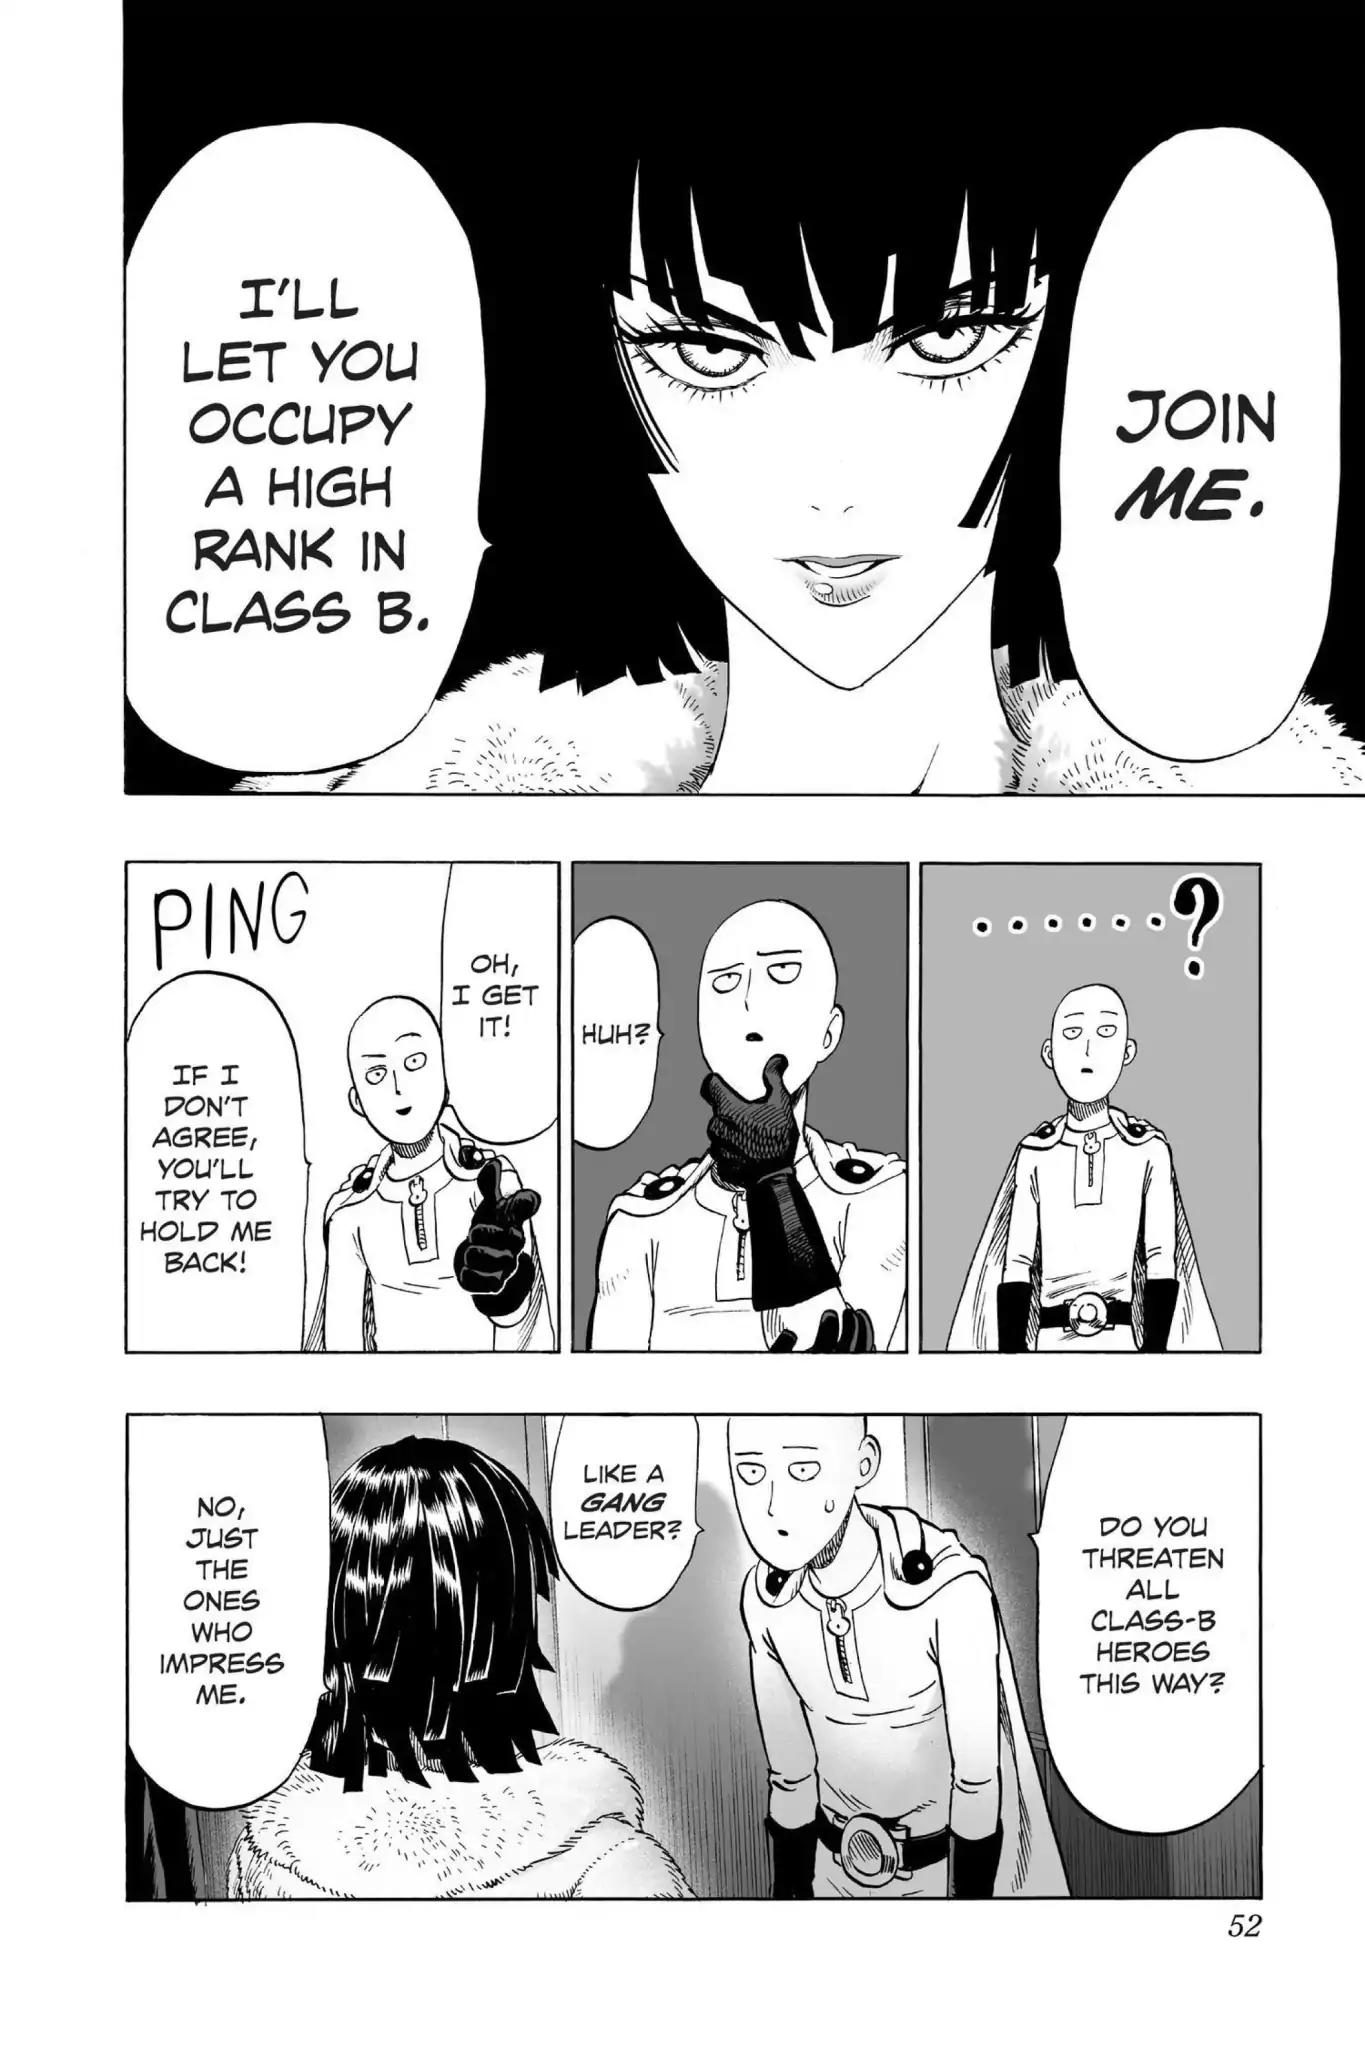 JOIN
ME.
I'LL
LET YOU
OCCUPY
A HIGH
RANK IN
CLASS B.
......?
HUH?
OH,
I GET
IT!
PING
IF I
DON'T
AGREE,
YOU'LL
TRY TO
HOLD ME
BACK!
DO YOU
THREATEN
ALL
CLASS-B
HEROES
THIS WAY?
LIKE A
GANG
LEADER?
NO,
JUST
THE
ONES
WHO
IMPRESS
ME.
52